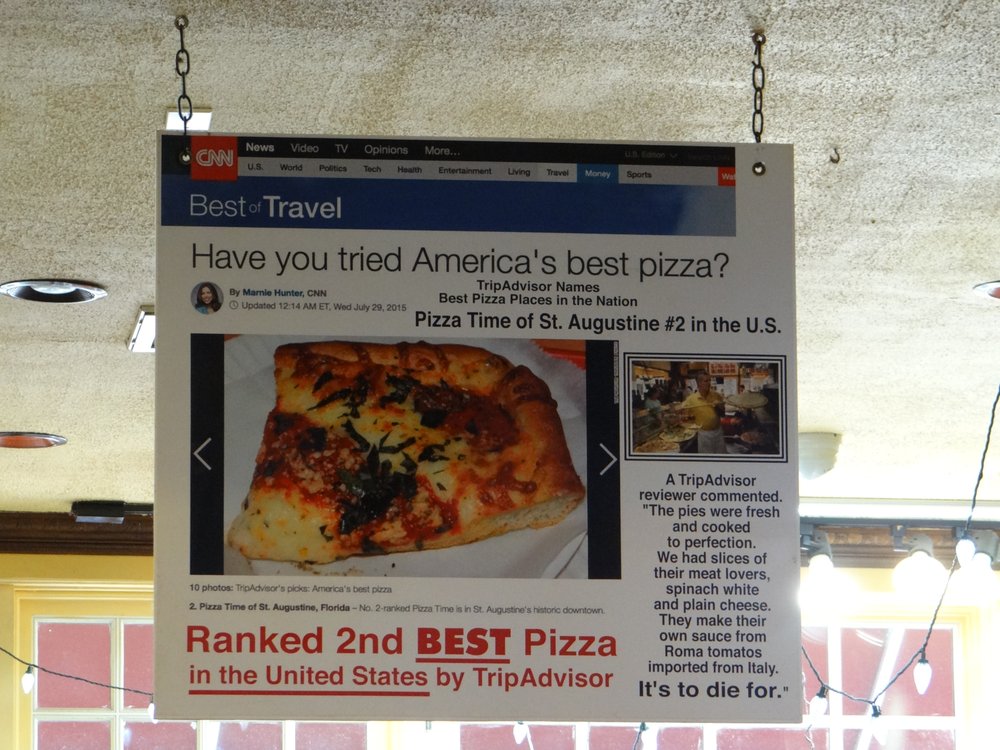 CNN
News Video TV Opinions More...
U.S. Edition
U.S. World Politics Tech Health Entertainment Living Travel Money Sports
Best of Travel
Have you tried America's best pizza?
By Marnie Hunter, CNN
Updated 12:14 AM ET, Wed July 29, 2015
TripAdvisor Names
Best Pizza Places in the Nation
Pizza Time of St. Augustine #2 in the U.S.
10 photos: TripAdvisor's picks: America's best pizza
2. Pizza Time of St. Augustine, Florida – No. 2-ranked Pizza Time is in St. Augustine's historic downtown.
Ranked 2nd BEST Pizza
in the United States by TripAdvisor
A TripAdvisor
reviewer commented.
"The pies were fresh
and cooked
to perfection.
We had slices of
their meat lovers,
spinach white
and plain cheese.
They make their
own sauce from
Roma tomatoes
imported from Italy.
It's to die for."